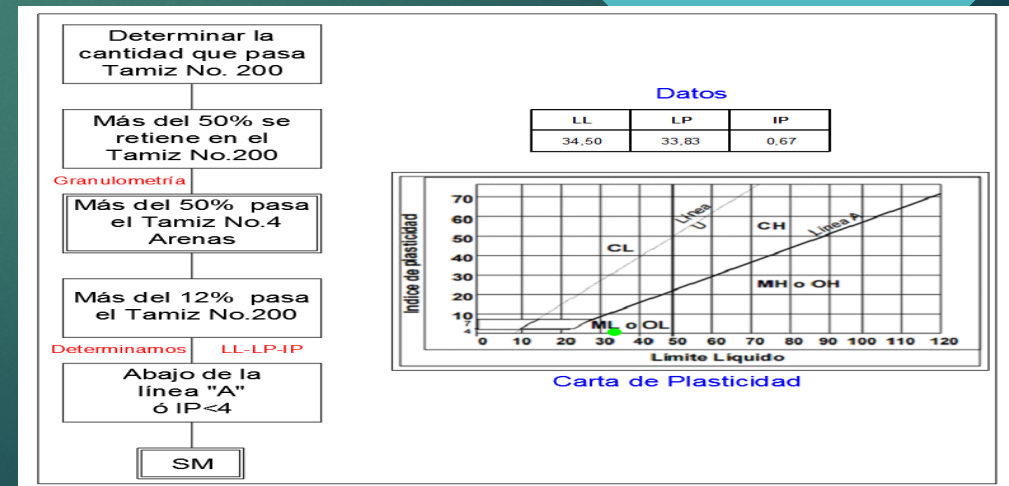 Determinar la
cantidad que pasa
Tamiz No. 200
Más del 50% se
retiene en el
Tamiz No.200
Granulometría
Más del 50% pasa
el Tamiz No.4
Arenas
Más del 12% pasa
el Tamiz No.200
Determinamos LL-LP-IP
Abajo de la
línea "A"
ó IP<4
SM
Datos
LL LP IP
34,50 33,83 0,67
Indice de plasticidad
70
60
50
40
30
20
10
7
4
Línea
U
CL
CH
Línea A
MH o OH
ML o OL
0 10 20 30 40 50 60 70 80 90 100 110 120
Límite Líquido
Carta de Plasticidad